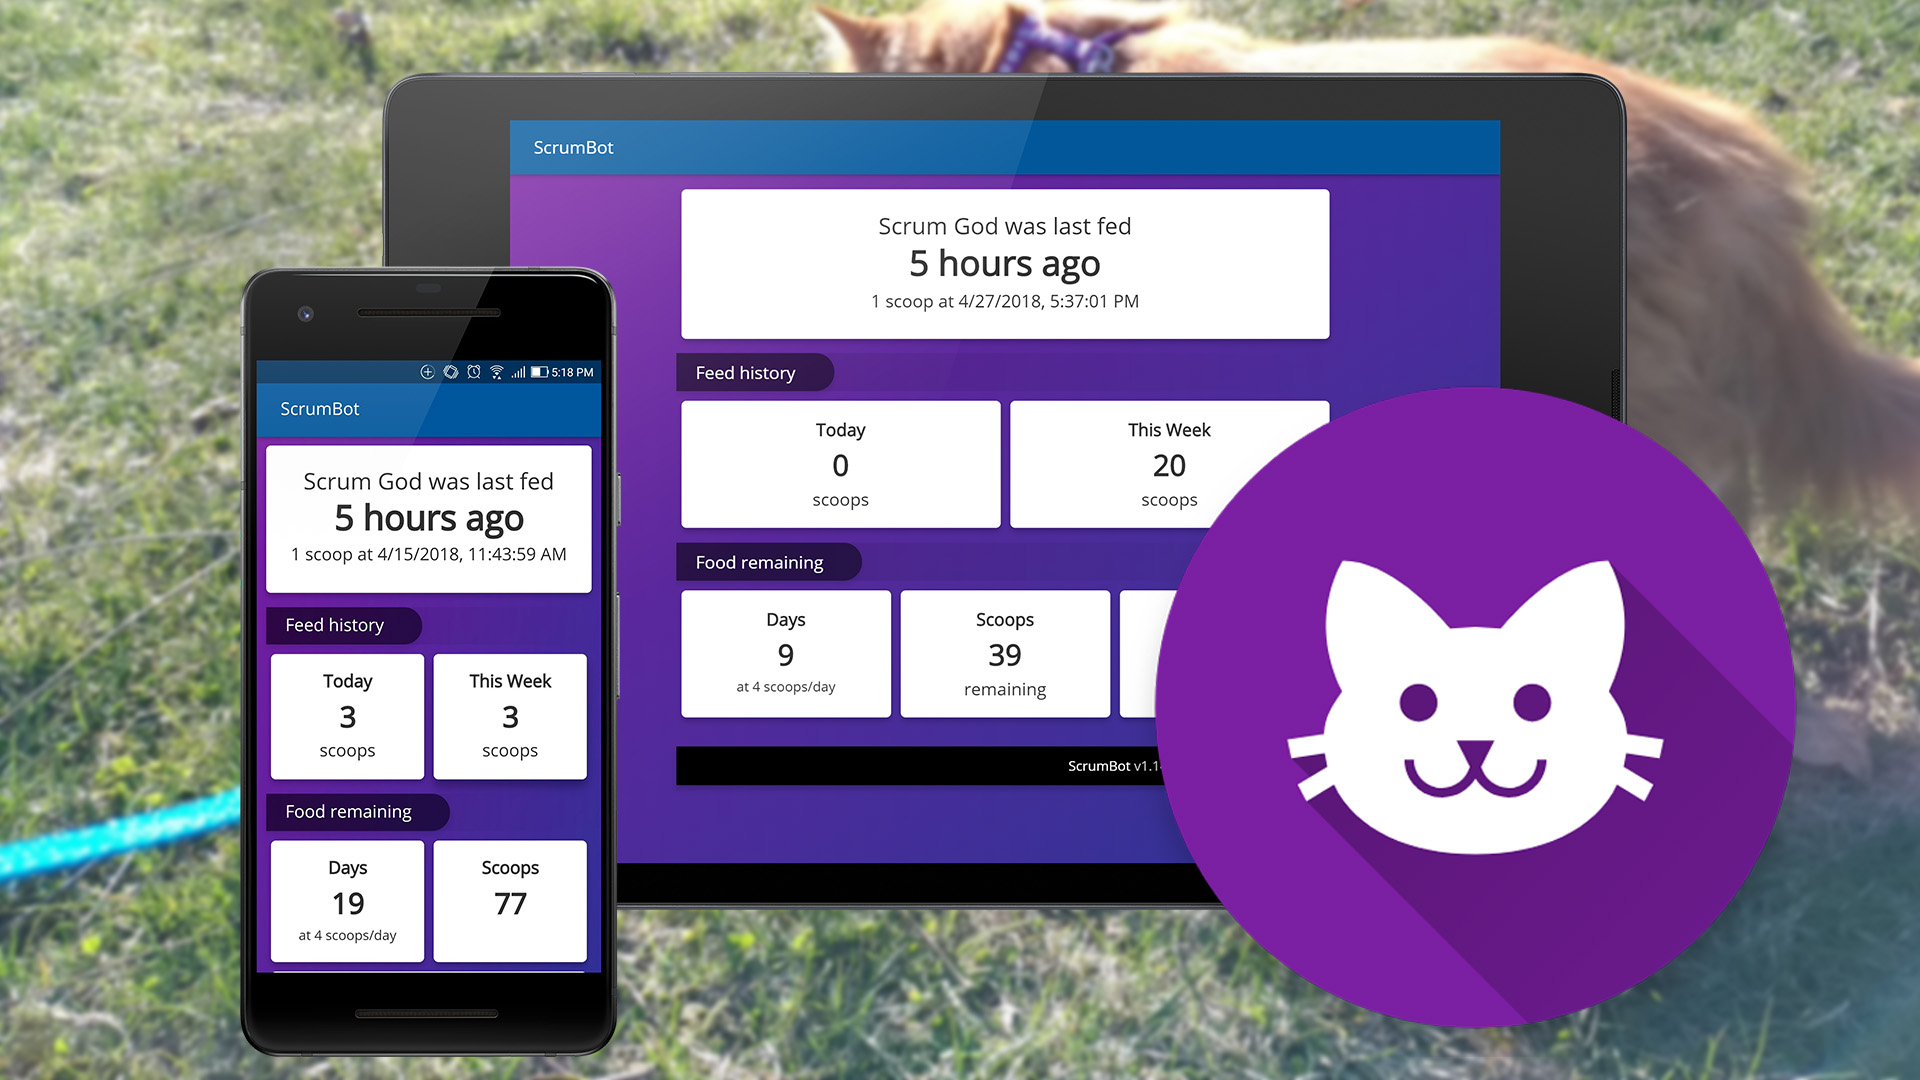 ScrumBot
Scrum God was last fed
5 hours ago
1 scoop at 4/27/2018, 5:37:01 PM
Feed history
Today
0
scoops
This Week
20
scoops
Food remaining
Days
9
at 4 scoops/day
Scoops
39
remaining
ScrumBot v1.1
5:18 PM
ScrumBot
Scrum God was last fed
5 hours ago
1 scoop at 4/15/2018, 11:43:59 AM
Feed history
Today
3
scoops
This Week
3
scoops
Food remaining
Days
19
at 4 scoops/day
Scoops
77